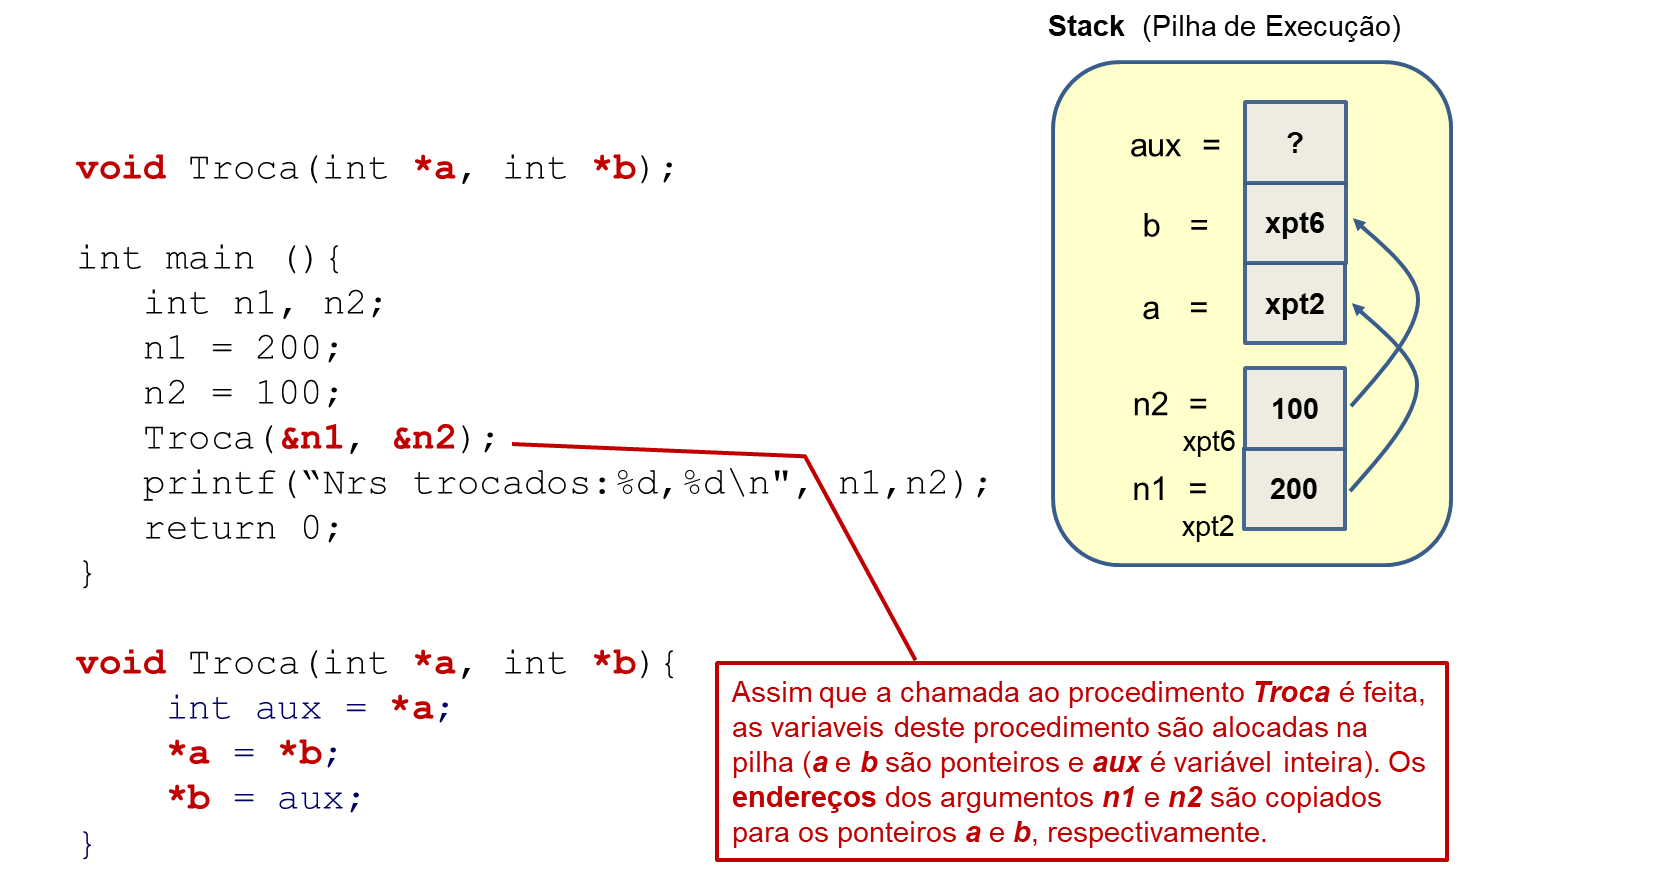 Stack (Pilha de Execução)
void Troca(int *a, int *b);
int main (){
int n1, n2;
n1 = 200;
n2 = 100;
Troca(&n1, &n2);
printf(“Nrs trocados:%d,%d\n", n1,n2);
return 0;
}
void Troca(int *a, int *b){
int aux = *a;
*a = *b;
*b = aux;
}
aux = ?
b = xpt6
a = xpt2
n2 = 100
xpt6
n1 = 200
xpt2
Assim que a chamada ao procedimento Troca é feita,
as variaveis deste procedimento são alocadas na
pilha (a e b são ponteiros e aux é variável inteira). Os
endereços dos argumentos n1 e n2 são copiados
para os ponteiros a e b, respectivamente.